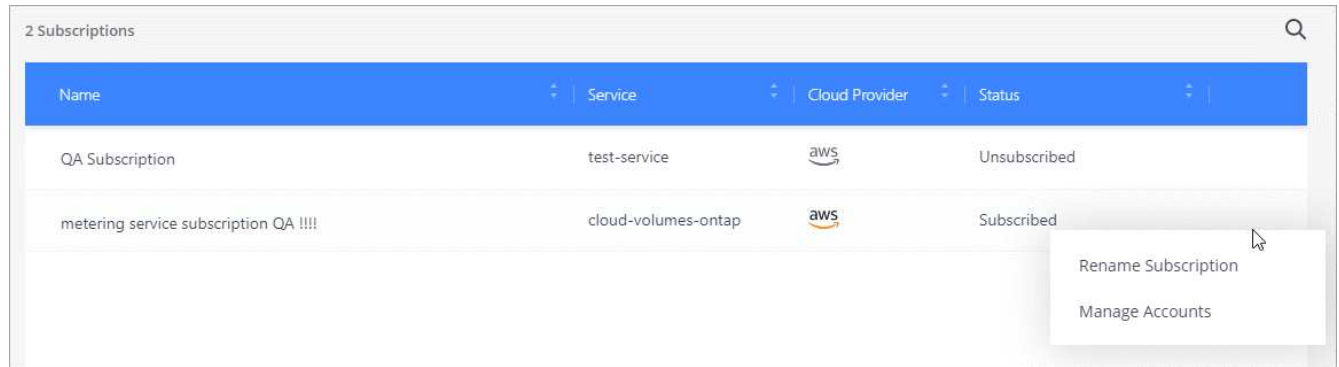 2 Subscriptions
Name Service Cloud Provider Status
QA Subscription test-service aws Unsubscribed
metering service subscription QA !!!! cloud-volumes-ontap aws Subscribed
Rename Subscription
Manage Accounts